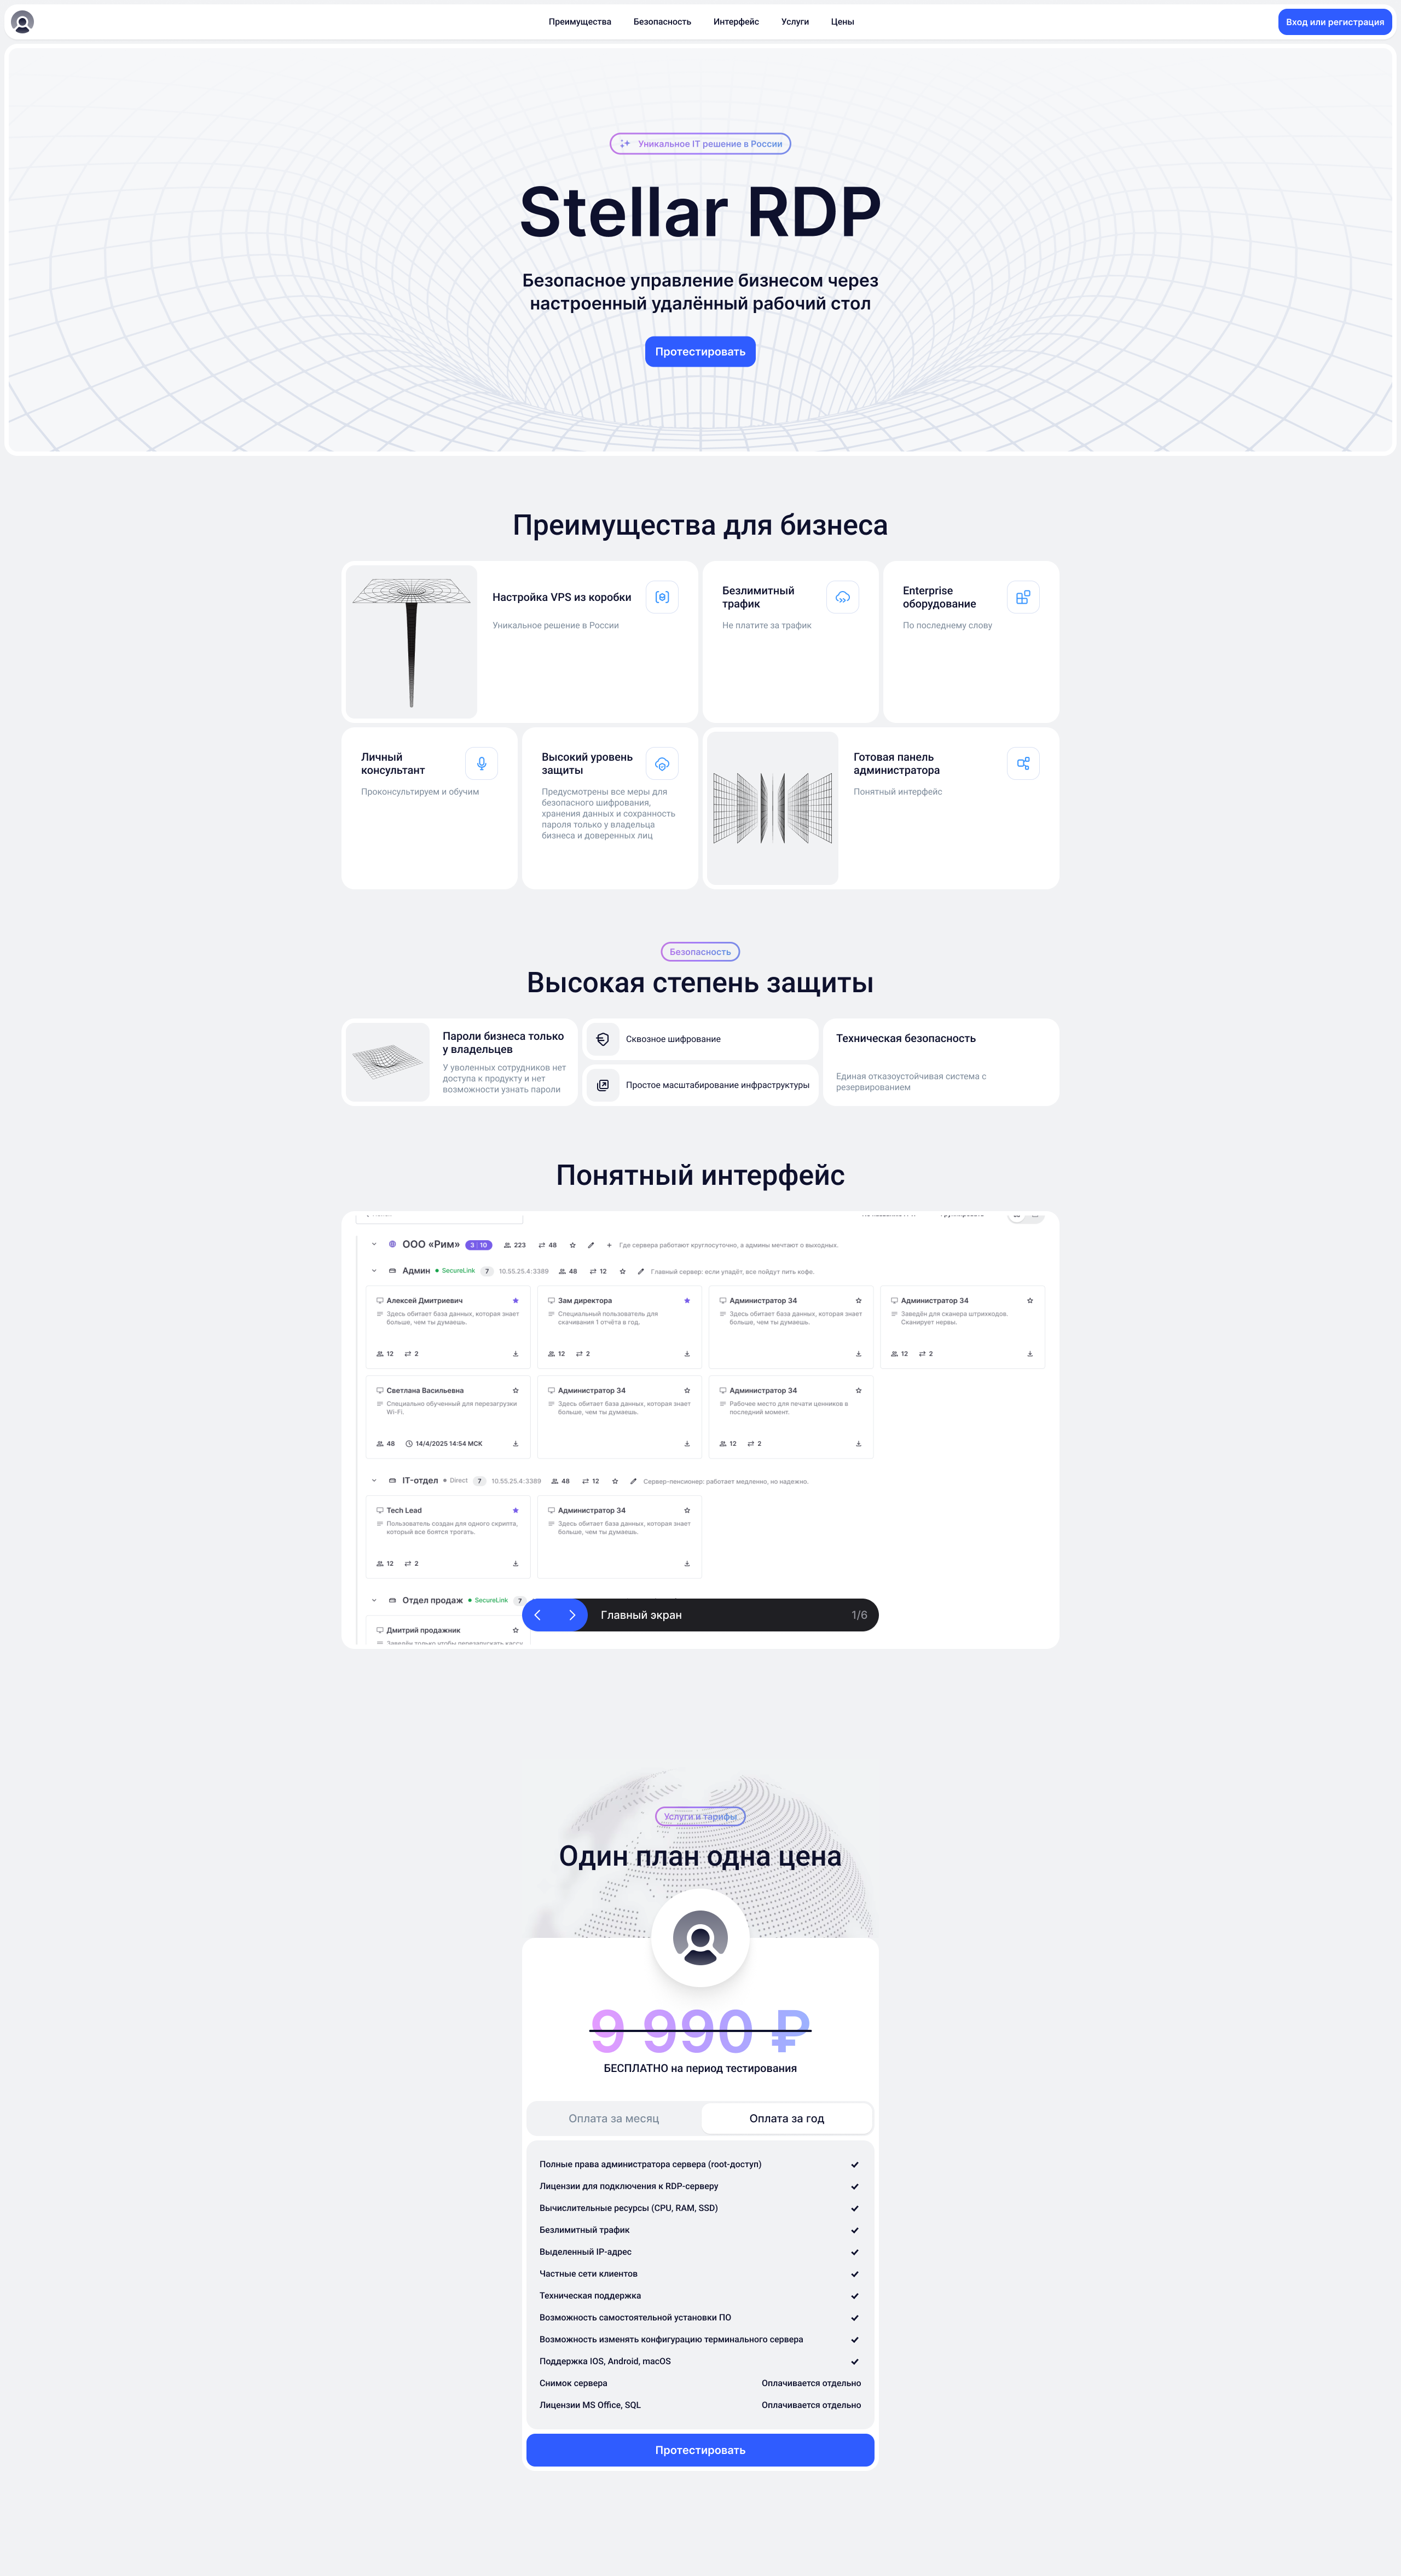 Преимущества
Безопасность
Интерфейс
Услуги
Цены
Вход или регистрация
Уникальное IT решение в России
Stellar RDP
Безопасное управление бизнесом через
настроенный удалённый рабочий стол
Протестировать
Преимущества для бизнеса
Настройка VPS из коробки
Уникальное решение в России
Безлимитный
трафик
Не платите за трафик
Enterprise
оборудование
По последнему слову
Личный
консультант
Проконсультируем и обучим
Высокий уровень
защиты
Предусмотрены все меры для
безопасного шифрования,
хранения данных и сохранность
пароля только у владельца
бизнеса и доверенных лиц
Готовая панель
администратора
Понятный интерфейс
Безопасность
Высокая степень защиты
Пароли бизнеса только
у владельцев
У уволенных сотрудников нет
доступа к продукту и нет
возможности узнать пароли
Сквозное шифрование
Простое масштабирование инфраструктуры
Техническая безопасность
Единая отказоустойчивая система с
резервированием
Понятный интерфейс
ООО «Рим» 3 | 10 223 48 Где сервера работают круглосуточно, а админы мечтают о выходных.
Админ SecureLink 7 10.55.25.4:3389 48 12 Главный сервер: если упадёт, все пойдут пить кофе.
Алексей Дмитриевич
Здесь обитает база данных, которая знает
больше, чем ты думаешь.
12 2
Зам директора
Специальный пользователь для
скачивания 1 отчёта в год.
12 2
Администратор 34
Здесь обитает база данных, которая знает
больше, чем ты думаешь.
Администратор 34
Заведён для сканера штрихкодов.
Сканирует нервы.
12 2
Светлана Васильевна
Специально обученный для перезагрузки
Wi-Fi.
48 14/4/2025 14:54 МСК
Администратор 34
Здесь обитает база данных, которая знает
больше, чем ты думаешь.
Администратор 34
Рабочее место для печати ценников в
последний момент.
12 2
IT-отдел Direct 7 10.55.25.4:3389 48 12 Сервер-пенсионер: работает медленно, но надежно.
Tech Lead
Пользователь создан для одного скрипта,
который все боятся трогать.
12 2
Администратор 34
Здесь обитает база данных, которая знает
больше, чем ты думаешь.
Отдел продаж SecureLink 7
Дмитрий продажник
Заведён только чтобы перезапускать кассу
Главный экран
1/6
Услуги и тарифы
Один план одна цена
9 990 ₽
БЕСПЛАТНО на период тестирования
Оплата за месяц
Оплата за год
Полные права администратора сервера (root-доступ)
Лицензии для подключения к RDP-серверу
Вычислительные ресурсы (CPU, RAM, SSD)
Безлимитный трафик
Выделенный IP-адрес
Частные сети клиентов
Техническая поддержка
Возможность самостоятельной установки ПО
Возможность изменять конфигурацию терминального сервера
Поддержка IOS, Android, macOS
Снимок сервера Оплачивается отдельно
Лицензии MS Office, SQL Оплачивается отдельно
Протестировать